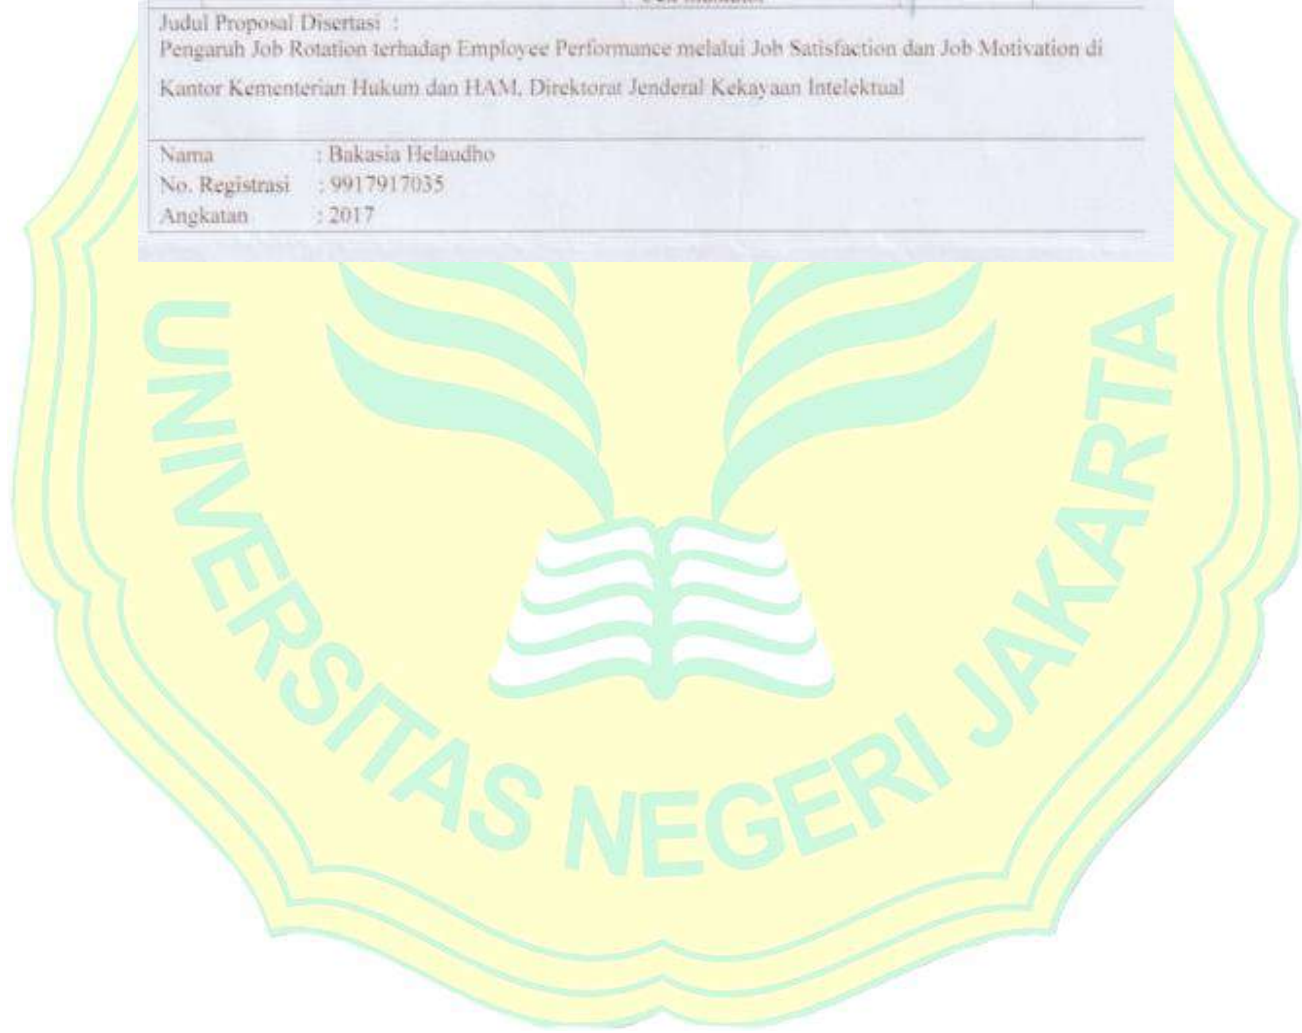 Judul Proposal Disertasi :
Pengaruh Job Rotation terhadap Employee Performance melalui Job Satisfaction dan Job Motivation di
Kantor Kementerian Hukum dan HAM, Direktorat Jenderal Kekayaan Intelektual
Nama : Bakasia Helaudho
No. Registrasi : 9917917035
Angkatan : 2017
UNIVERSITAS NEGERI JAKARTA